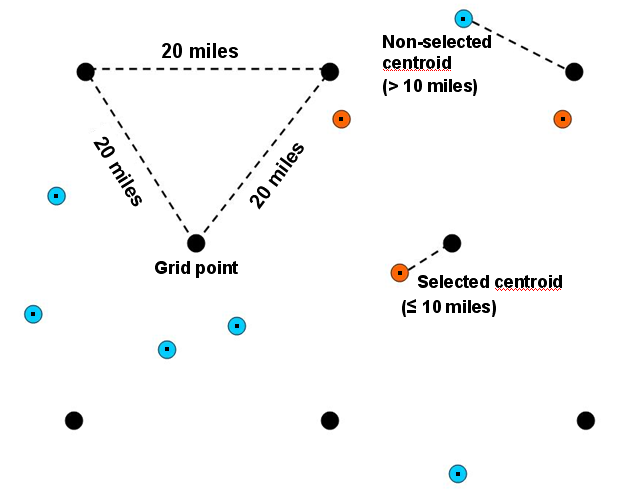 20 miles
Non-selected
centroid
(> 10 miles)
20 miles
20 miles
Grid point
Selected centroid
(≤ 10 miles)